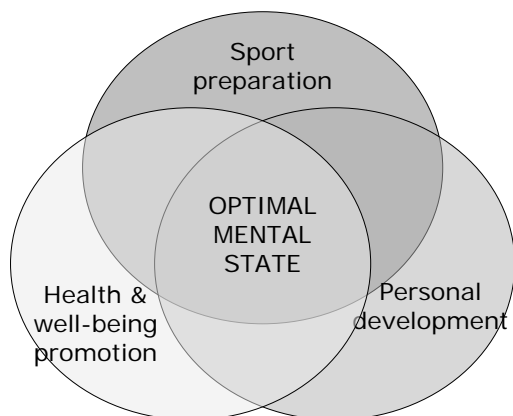 Sport
preparation
OPTIMAL
MENTAL
STATE
Health &
well-being
promotion
Personal
development